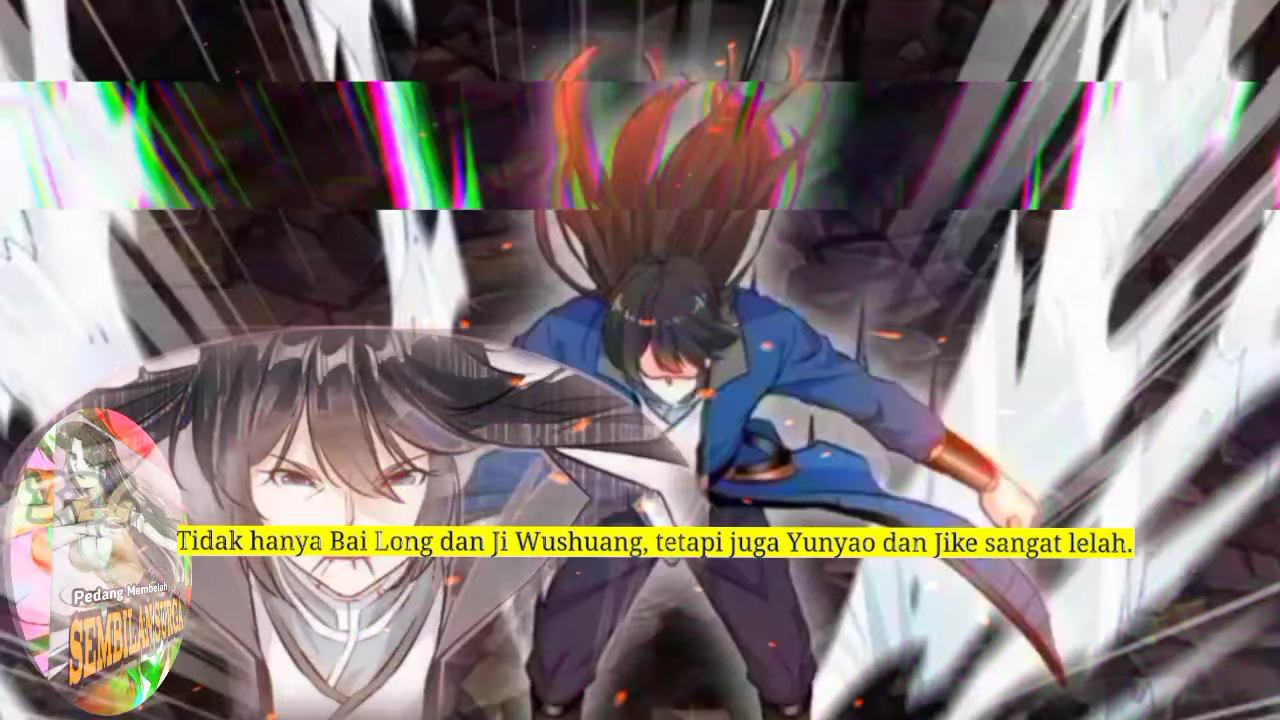 Tidak hanya Bai Long dan Ji Wushuang, tetapi juga Yunyao dan Jike sangat lelah.
Pedang Membelah
SEMBILAN SURGA